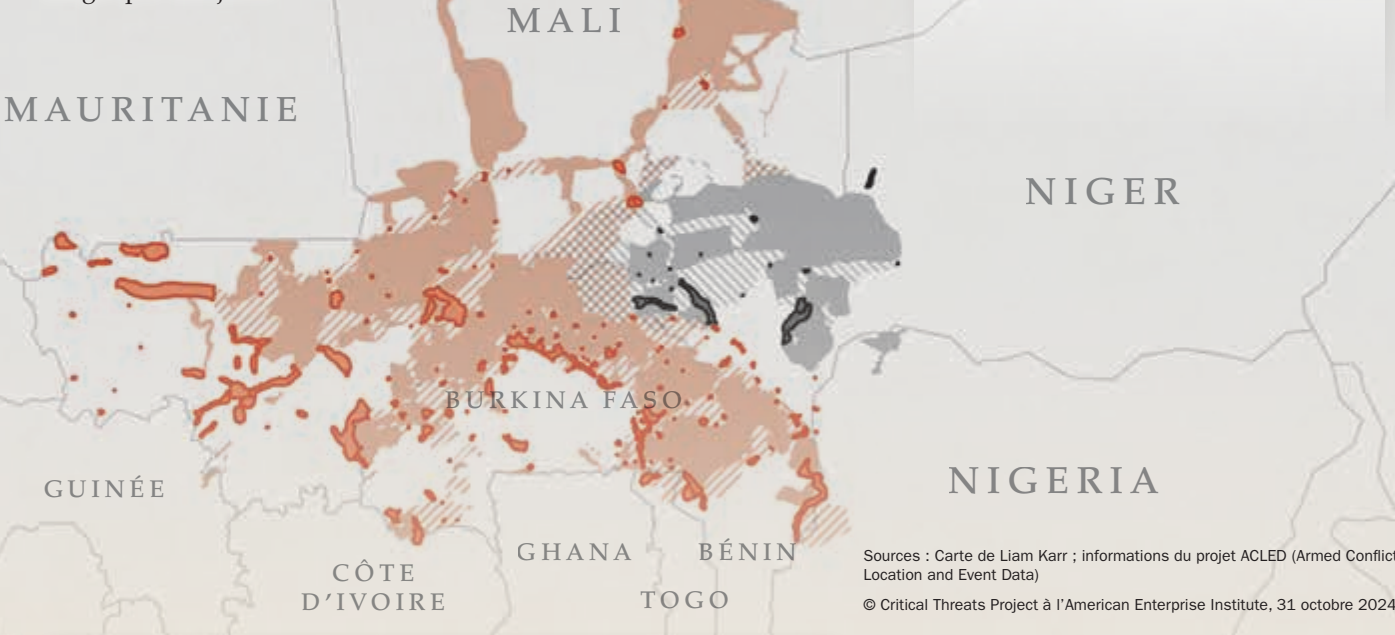 MALI
MAURITANIE
NIGER
BURKINA FASO
GUINÉE
NIGERIA
GHANA
BÉNIN
CÔTE
D'IVOIRE
TOGO
Sources : Carte de Liam Karr ; informations du projet ACLED (Armed Conflict
Location and Event Data)
© Critical Threats Project à l'American Enterprise Institute, 31 octobre 2024